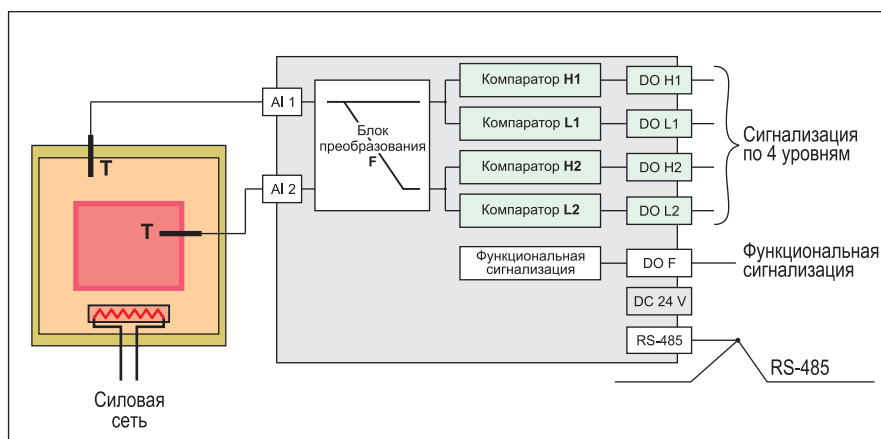 T
T
Силовая
сеть
AI 1
AI 2
Блок
преобразования
F
Компаратор H1
DO H1
Компаратор L1
DO L1
Компаратор H2
DO H2
Компаратор L2
DO L2
Сигнализация
по 4 уровням
Функциональная
сигнализация
DO F
Функциональная
сигнализация
DC 24 V
RS-485
RS-485